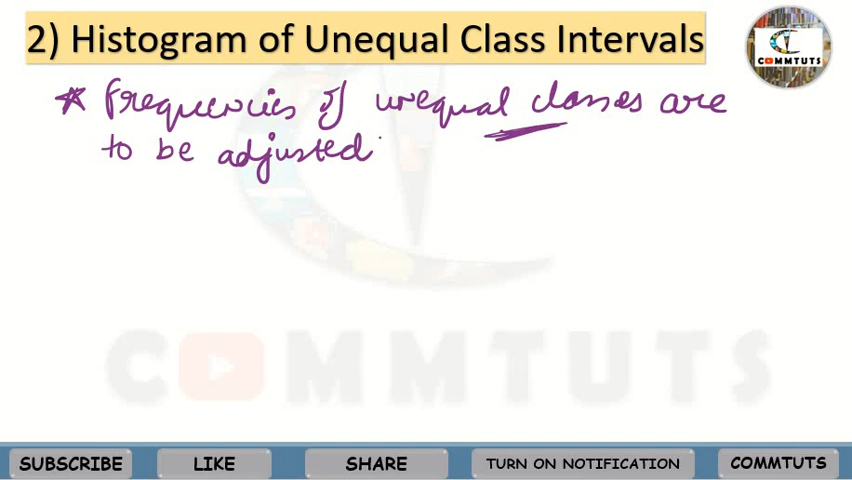 2) Histogram of Unequal Class Intervals
COMMTUTS
* Frequencies of unequal classes are
to be adjusted
COMMTUTS
SUBSCRIBE
LIKE
SHARE
TURN ON NOTIFICATION
COMMTUTS